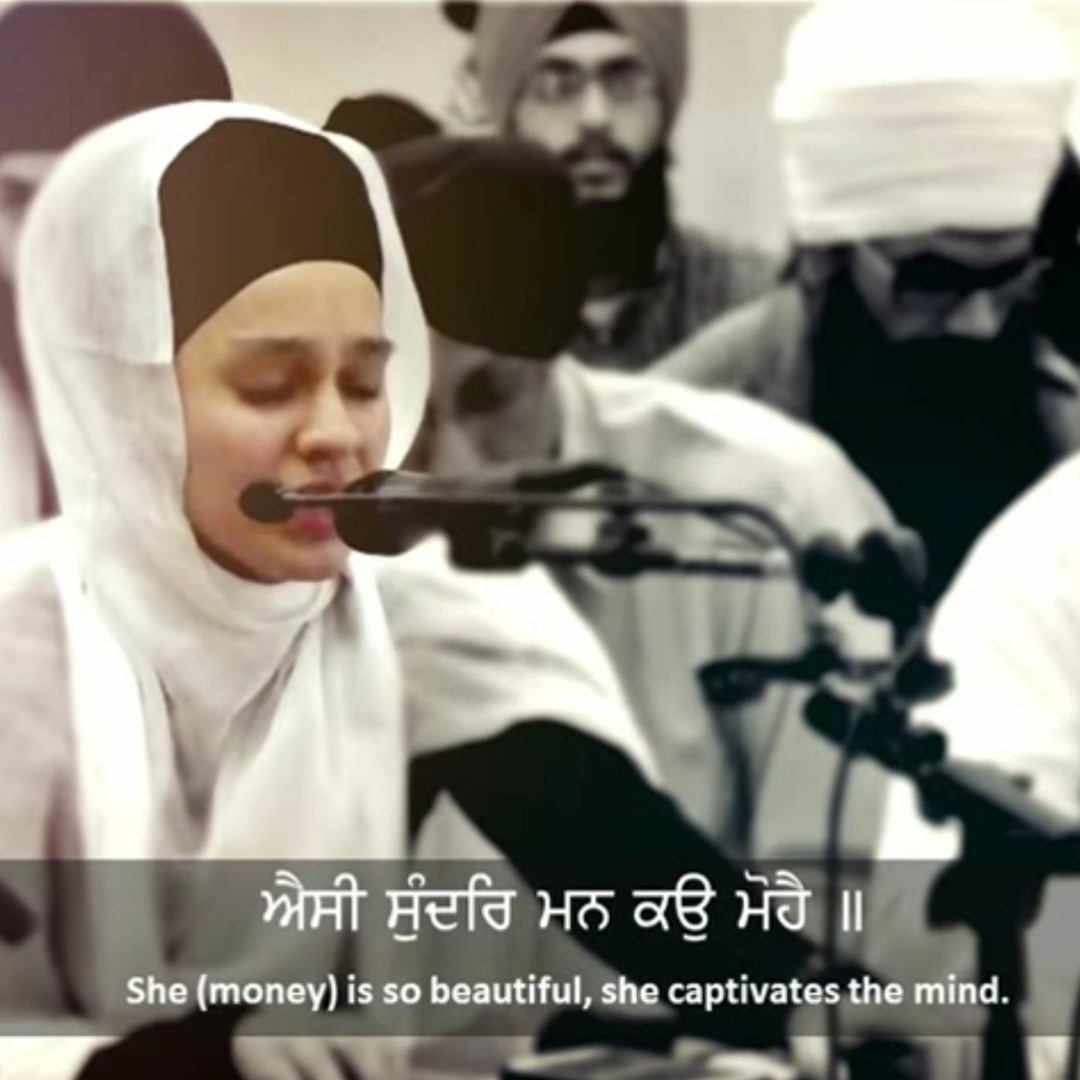 ਐਸੀ ਸੁੰਦਰਿ ਮਨ ਕਉ ਮੋਹੈ ॥
She (money) is so beautiful, she captivates the mind.